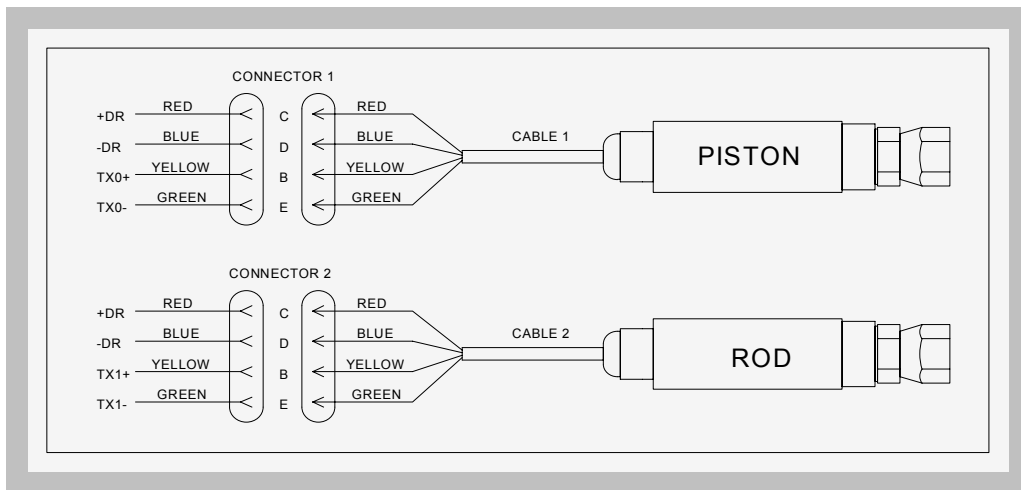 CONNECTOR 1
+DR RED C RED
-DR BLUE D BLUE CABLE 1
TX0+ YELLOW B YELLOW PISTON
TX0- GREEN E GREEN
CONNECTOR 2
+DR RED C RED
-DR BLUE D BLUE CABLE 2
TX1+ YELLOW B YELLOW ROD
TX1- GREEN E GREEN